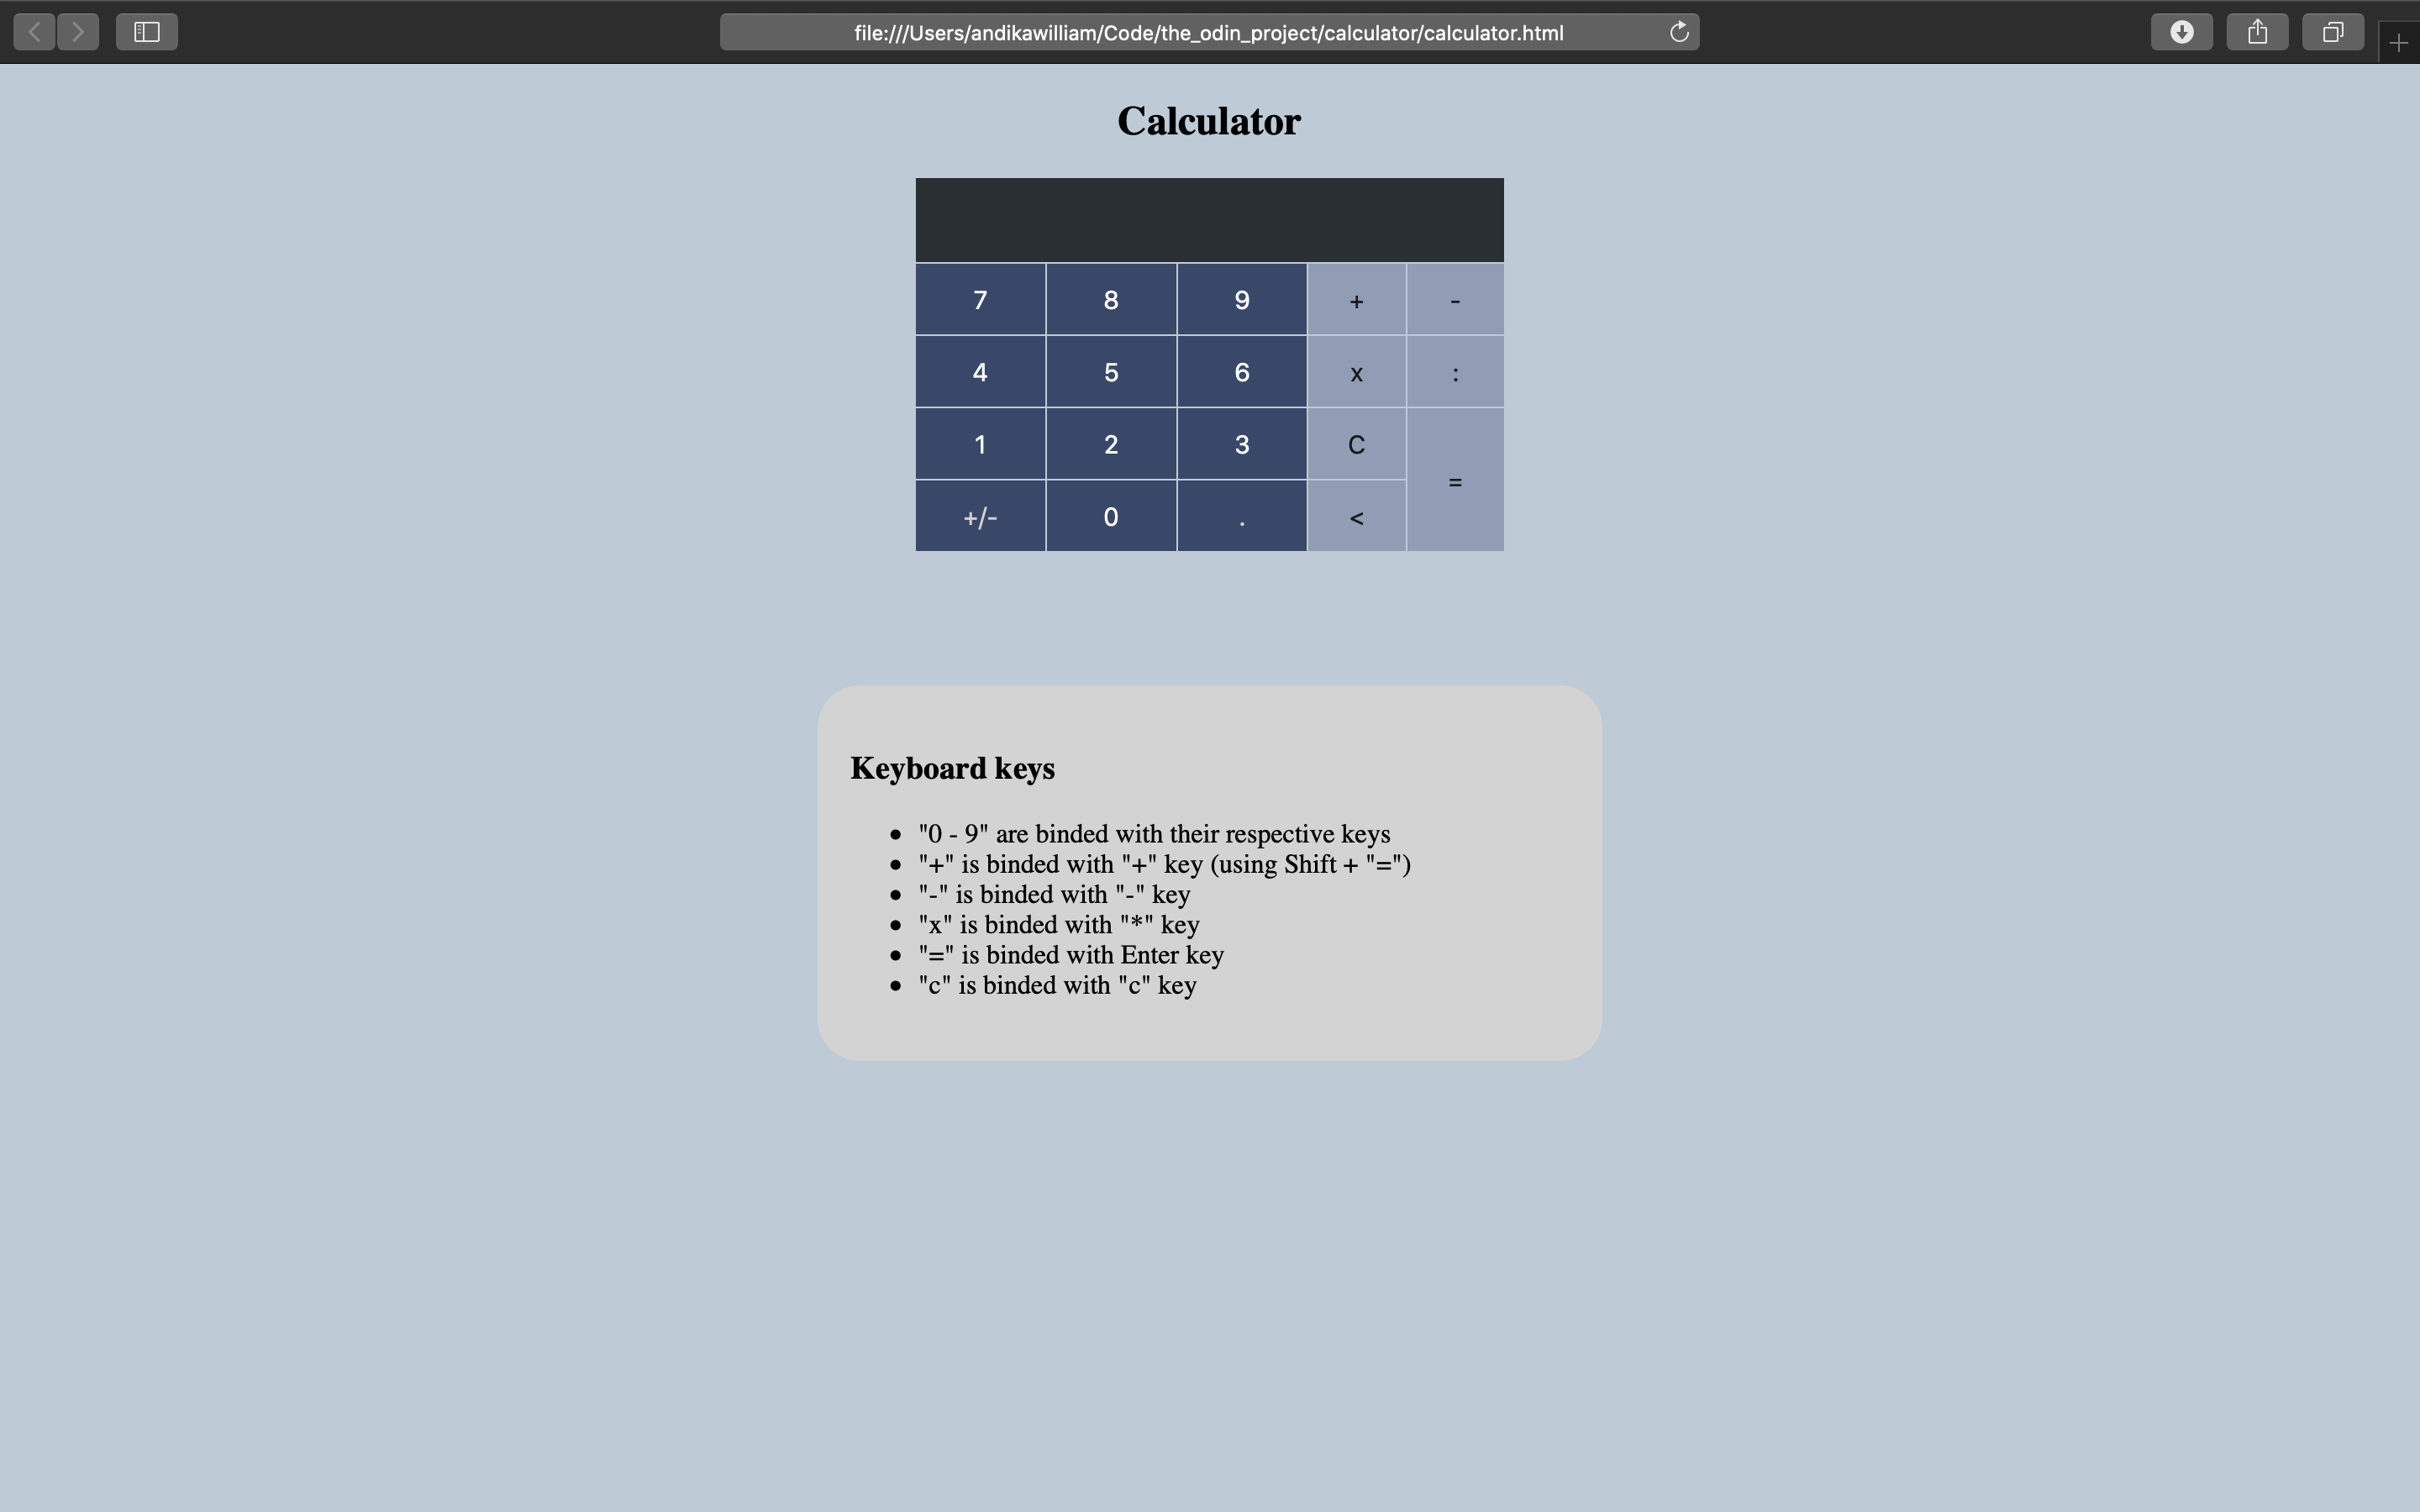 file:///Users/andikawilliam/Code/the_odin_project/calculator/calculator.html
Calculator
7 8 9 + -
4 5 6 x :
1 2 3 C
=
+/- 0 . <
Keyboard keys
• "0 - 9" are binded with their respective keys
• "+" is binded with "+" key (using Shift + "=")
• "-" is binded with "-" key
• "x" is binded with "*" key
• "=" is binded with Enter key
• "c" is binded with "c" key